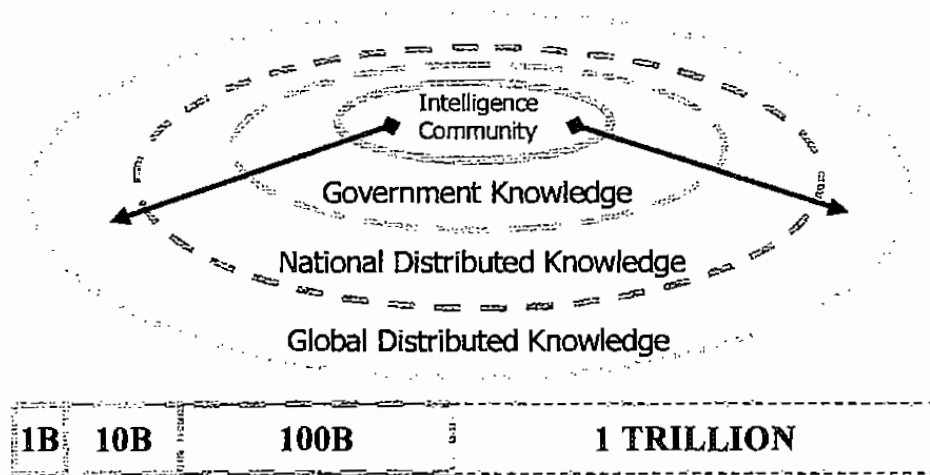 Intelligence
Community
Government Knowledge
National Distributed Knowledge
Global Distributed Knowledge
1B 10B 100B 1 TRILLION